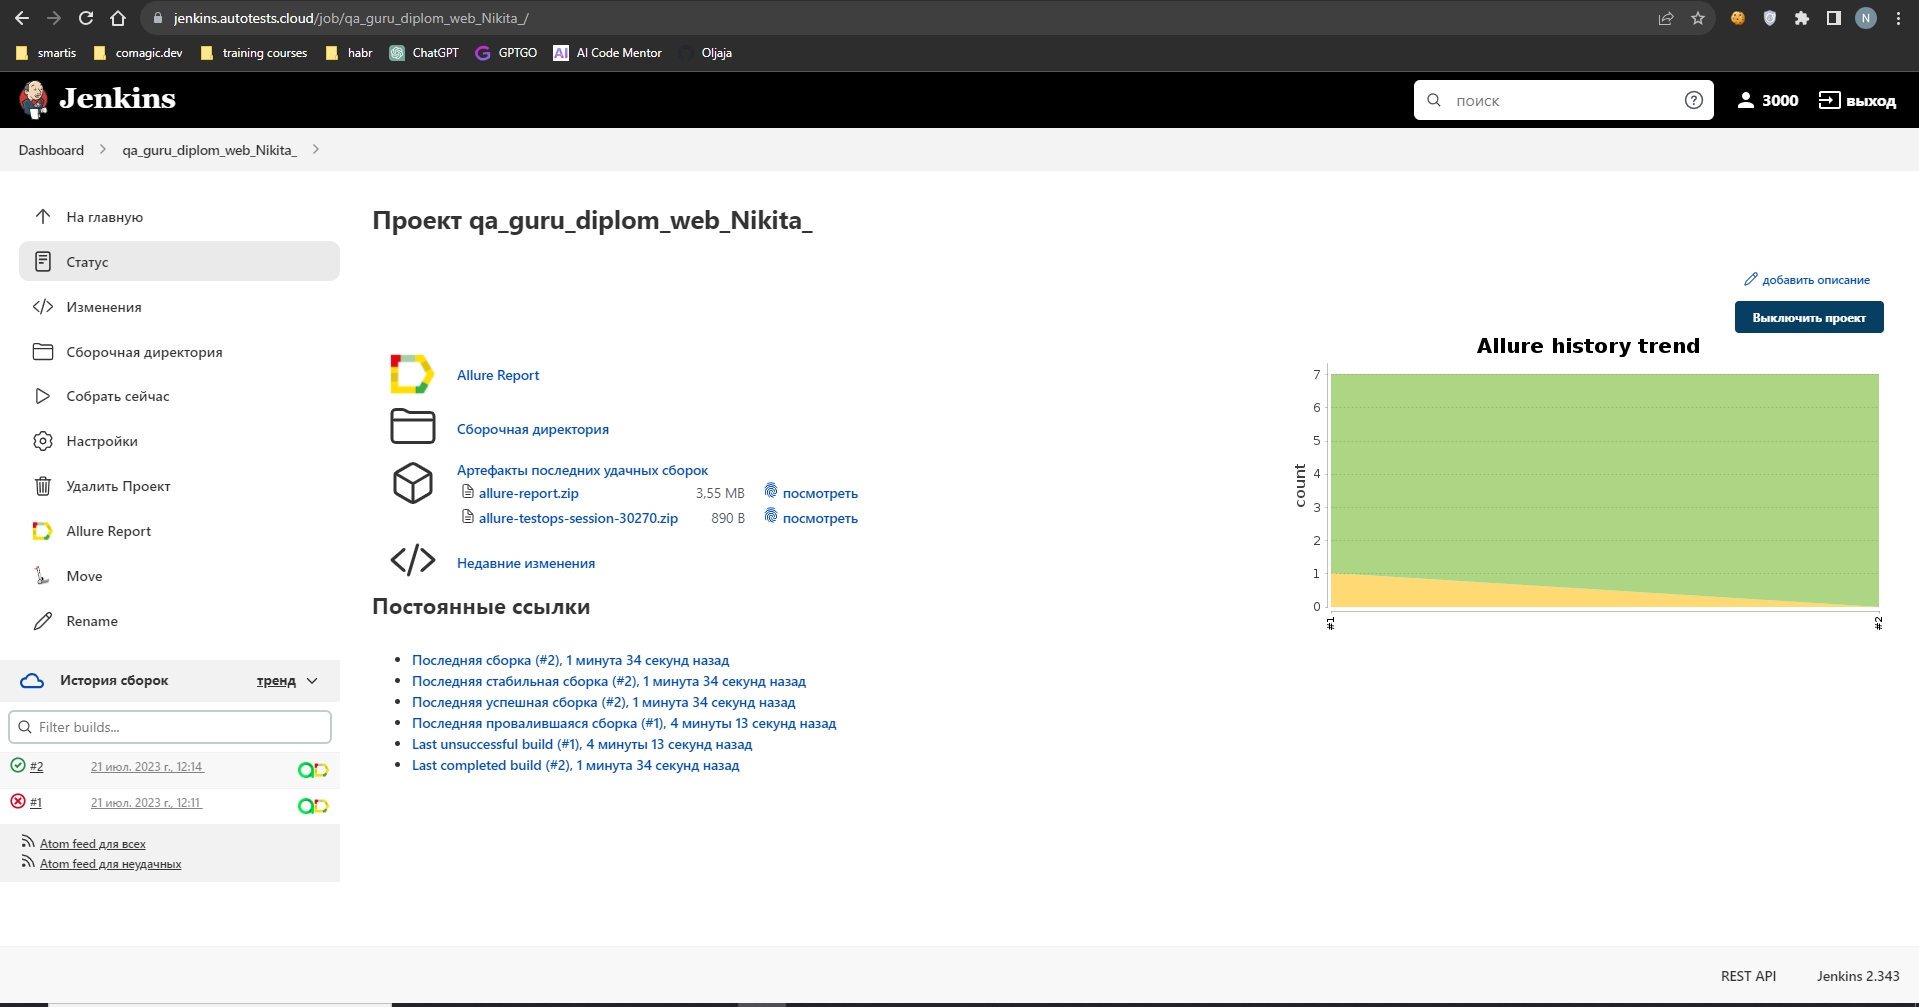 jenkins.autotests.cloud/job/qa_guru_diplom_web_Nikita_/
N
smartis
comagic.dev
training courses
habr
ChatGPT
G GPTGO
AI AI Code Mentor
Oljaja
Jenkins
поиск
?
3000
выход
Dashboard
qa_guru_diplom_web_Nikita_
На главную
Статус
Изменения
Сборочная директория
Собрать сейчас
Настройки
Удалить Проект
Allure Report
Move
Rename
История сборок
тренд
Filter builds...
#2 21 июл. 2023 г., 12:14
#1 21 июл. 2023 г., 12:11
Atom feed для всех
Atom feed для неудачных
Проект qa_guru_diplom_web_Nikita_
добавить описание
Выключить проект
Allure Report
Сборочная директория
Артефакты последних удачных сборок
allure-report.zip 3,55 MB посмотреть
allure-testops-session-30270.zip 890 B посмотреть
Недавние изменения
Постоянные ссылки
Последняя сборка (#2), 1 минута 34 секунд назад
Последняя стабильная сборка (#2), 1 минута 34 секунд назад
Последняя успешная сборка (#2), 1 минута 34 секунд назад
Последняя провалившаяся сборка (#1), 4 минуты 13 секунд назад
Last unsuccessful build (#1), 4 минуты 13 секунд назад
Last completed build (#2), 1 минута 34 секунд назад
Allure history trend
count
7
6
5
4
3
2
1
0
#1
#2
REST API
Jenkins 2.343